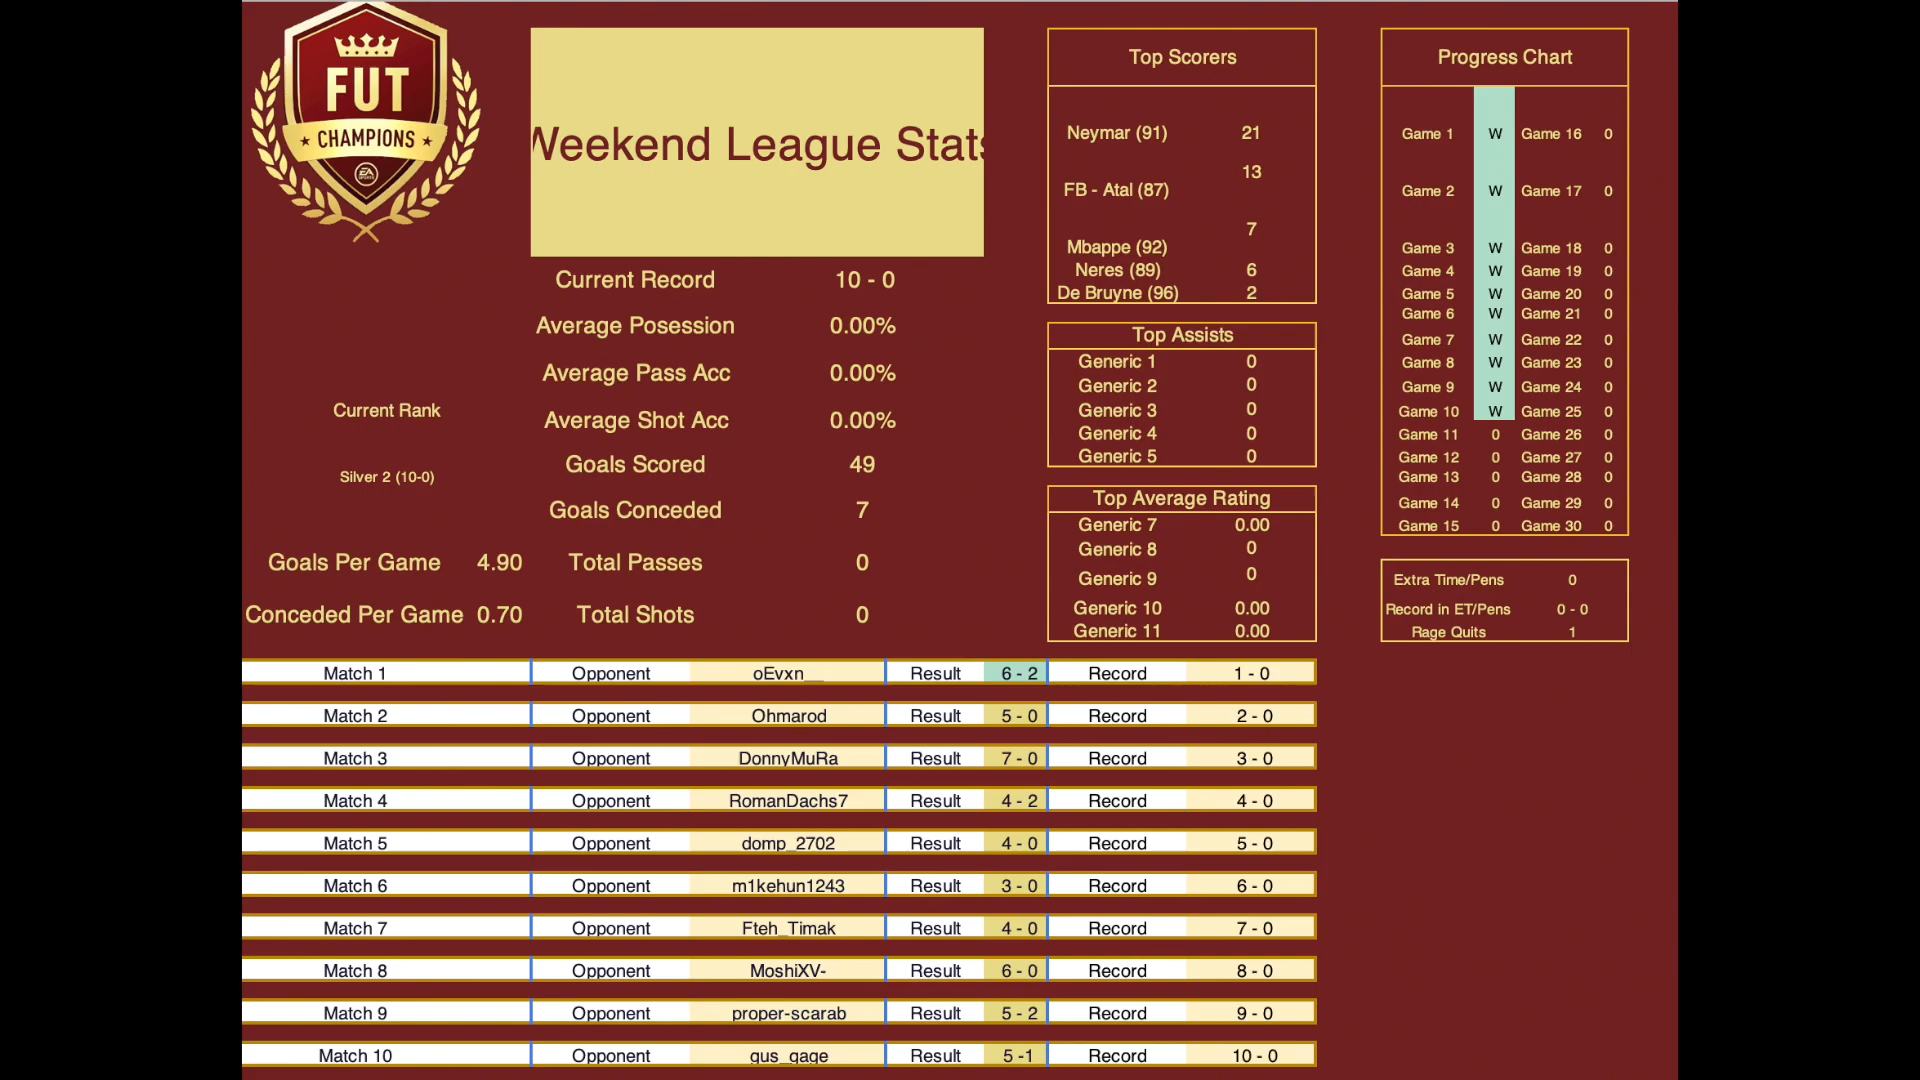 FUT
CHAMPIONS
EA SPORTS
Weekend League Stats
Current Record 10 - 0
Average Posession 0.00%
Average Pass Acc 0.00%
Average Shot Acc 0.00%
Current Rank
Silver 2 (10-0)
Goals Scored 49
Goals Conceded 7
Goals Per Game 4.90 Total Passes 0
Conceded Per Game 0.70 Total Shots 0
Top Scorers
Neymar (91) 21
FB - Atal (87) 13
Mbappe (92) 7
Neres (89) 6
De Bruyne (96) 2
Top Assists
Generic 1 0
Generic 2 0
Generic 3 0
Generic 4 0
Generic 5 0
Top Average Rating
Generic 7 0.00
Generic 8 0
Generic 9 0
Generic 10 0.00
Generic 11 0.00
Progress Chart
Game 1 W Game 16 0
Game 2 W Game 17 0
Game 3 W Game 18 0
Game 4 W Game 19 0
Game 5 W Game 20 0
Game 6 W Game 21 0
Game 7 W Game 22 0
Game 8 W Game 23 0
Game 9 W Game 24 0
Game 10 W Game 25 0
Game 11 0 Game 26 0
Game 12 0 Game 27 0
Game 13 0 Game 28 0
Game 14 0 Game 29 0
Game 15 0 Game 30 0
Extra Time/Pens 0
Record in ET/Pens 0 - 0
Rage Quits 1
Match 1 Opponent oEvxn__ Result 6 - 2 Record 1 - 0
Match 2 Opponent Ohmarod Result 5 - 0 Record 2 - 0
Match 3 Opponent DonnyMuRa Result 7 - 0 Record 3 - 0
Match 4 Opponent RomanDachs7 Result 4 - 2 Record 4 - 0
Match 5 Opponent domp_2702 Result 4 - 0 Record 5 - 0
Match 6 Opponent m1kehun1243 Result 3 - 0 Record 6 - 0
Match 7 Opponent Fteh_Timak Result 4 - 0 Record 7 - 0
Match 8 Opponent MoshiXV- Result 6 - 0 Record 8 - 0
Match 9 Opponent proper-scarab Result 5 - 2 Record 9 - 0
Match 10 Opponent gus_gage Result 5 -1 Record 10 - 0